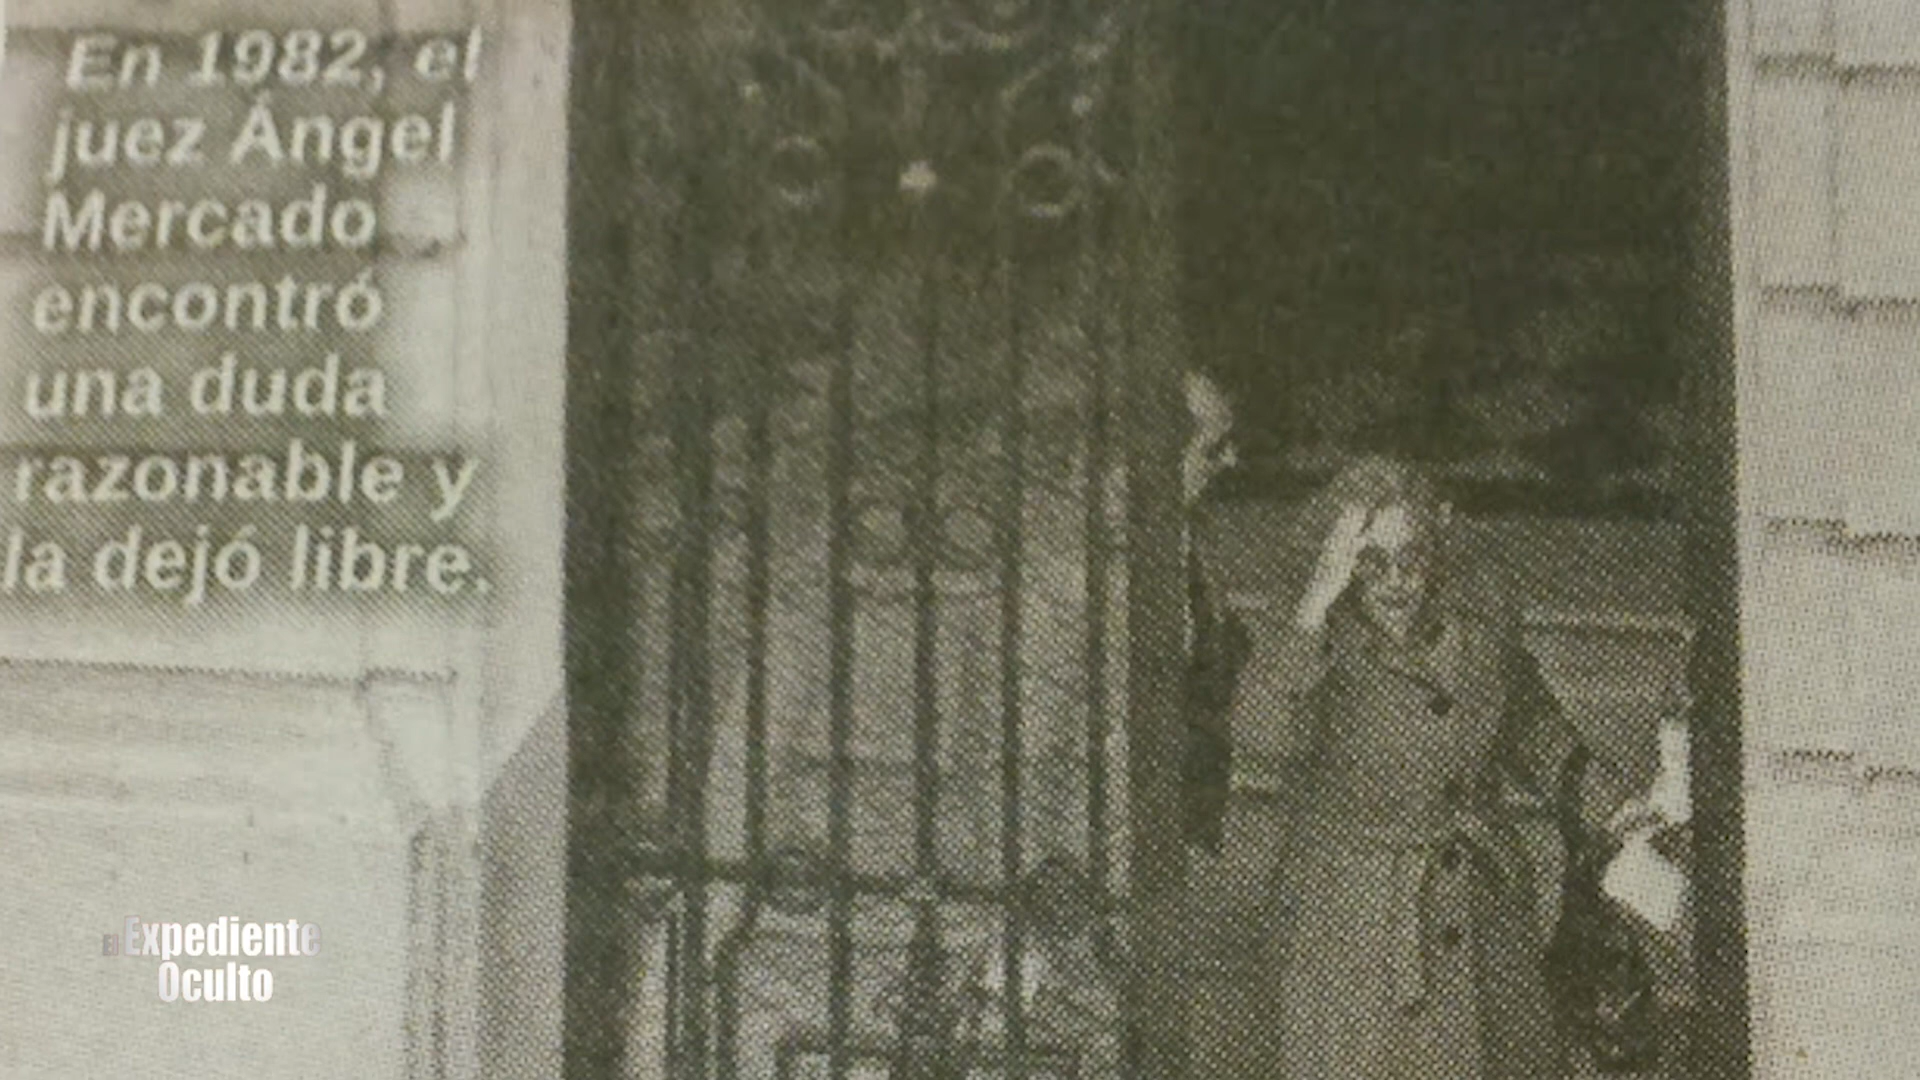 En 1982, el
juez Ángel
Mercado
encontró
una duda
razonable y
la dejó libre.
El Expediente
Oculto